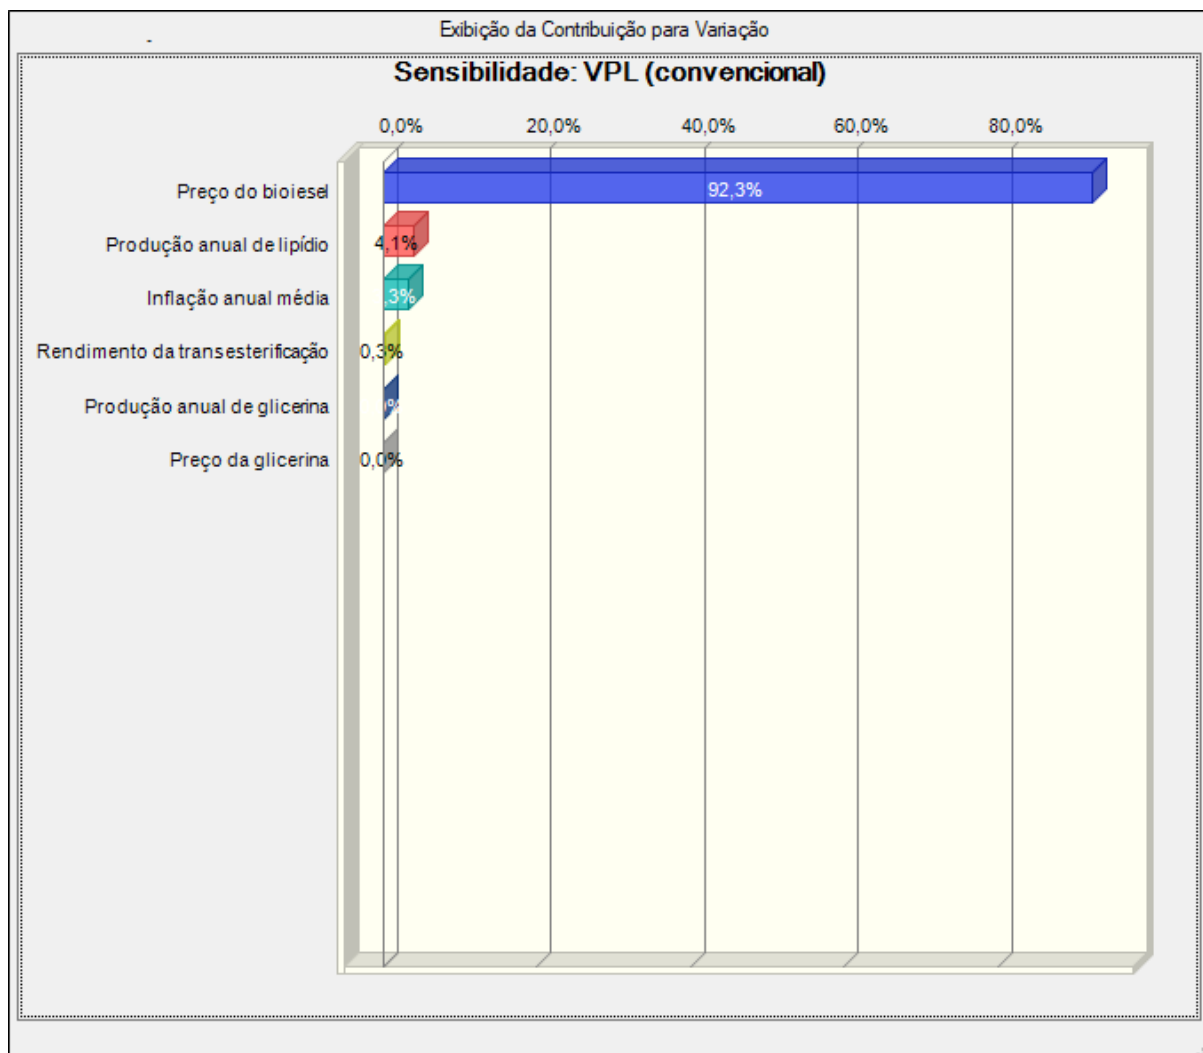 Exibição da Contribuição para Variação
-
Sensibilidade: VPL (convencional)
0,0% 20,0% 40,0% 60,0% 80,0%
Preço do bioiesel 92,3%
Produção anual de lipídio 4,1%
Inflação anual média ,3%
Rendimento da transesterificação 0,3%
Produção anual de glicerina
Preço da glicerina 0,0%